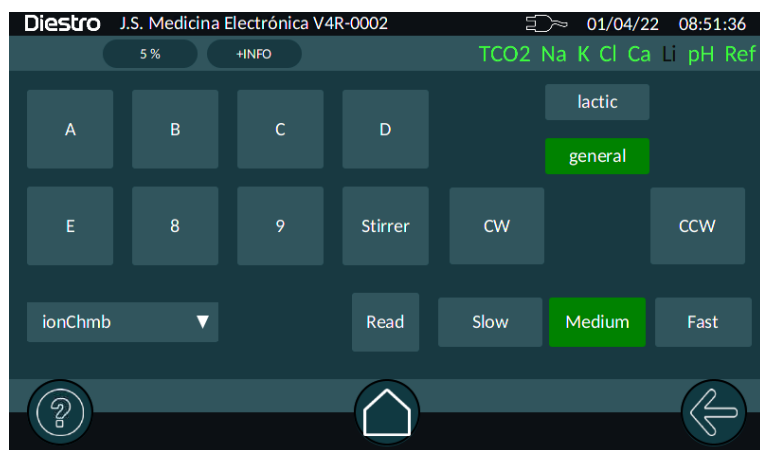 Diestro J.S. Medicina Electrónica V4R-0002 01/04/22 08:51:36
5 % +INFO TCO2 Na K Cl Ca Li pH Ref
lactic
A B C D
general
E 8 9 Stirrer CW CCW
ionChmb ▼ Read Slow Medium Fast
?